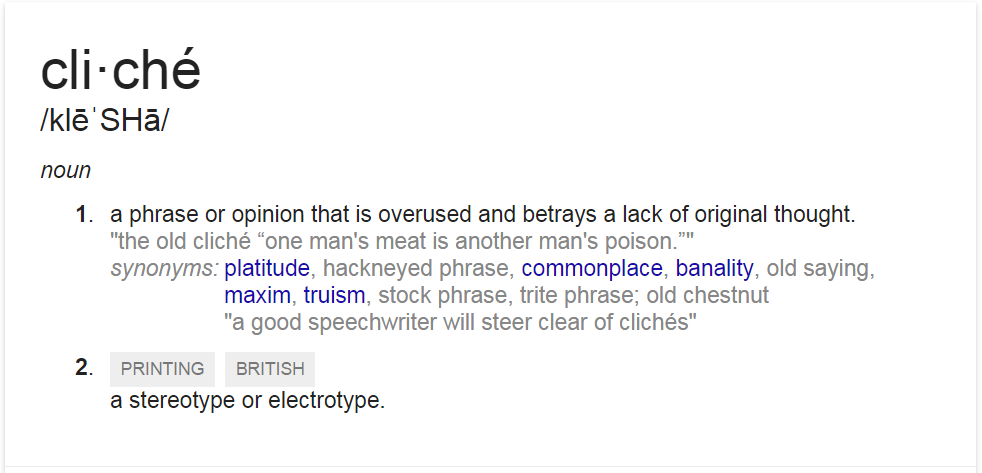 cli·ché
/klēˈSHā/
noun
1. a phrase or opinion that is overused and betrays a lack of original thought.
"the old cliché “one man's meat is another man's poison.”"
synonyms: platitude, hackneyed phrase, commonplace, banality, old saying,
maxim, truism, stock phrase, trite phrase; old chestnut
"a good speechwriter will steer clear of clichés"
2. PRINTING BRITISH
a stereotype or electrotype.